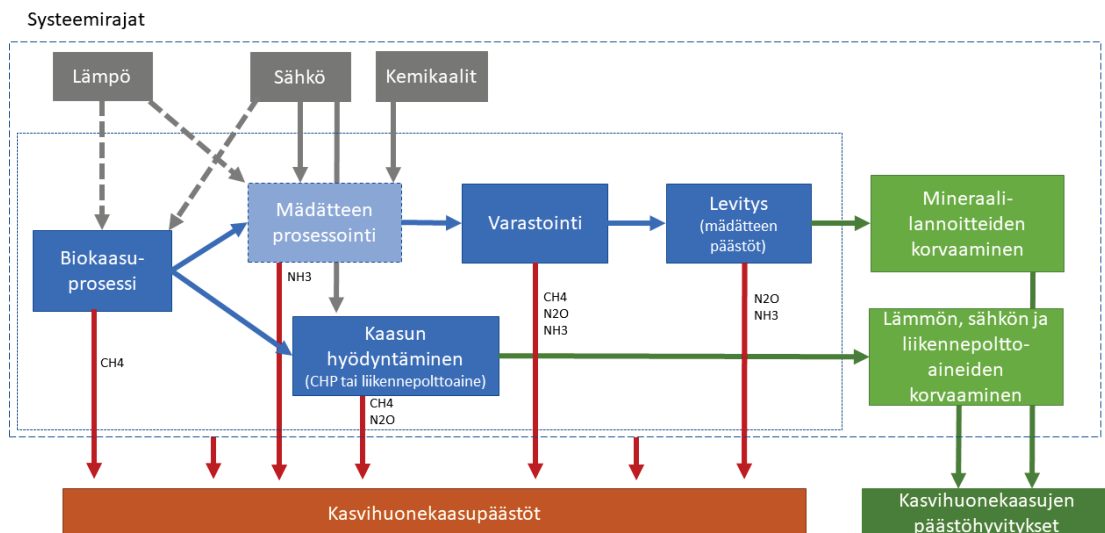 Systeemirajat
Lämpö
Sähkö
Kemikaalit
Mädätteen
prosessointi
Varastointi
Levitys
(mädätteen
päästöt)
Mineraali-
lannoitteiden
korvaaminen
Biokaasu-
prosessi
NH3
CH4
N2O
NH3
N2O
NH3
Kaasun
hyödyntäminen
(CHP tai liikennepolttoaine)
Lämmön, sähkön ja
liikennepoltto-
aineiden
korvaaminen
CH4
CH4
N2O
Kasvihuonekaasupäästöt
Kasvihuonekaasujen
päästöhyvitykset